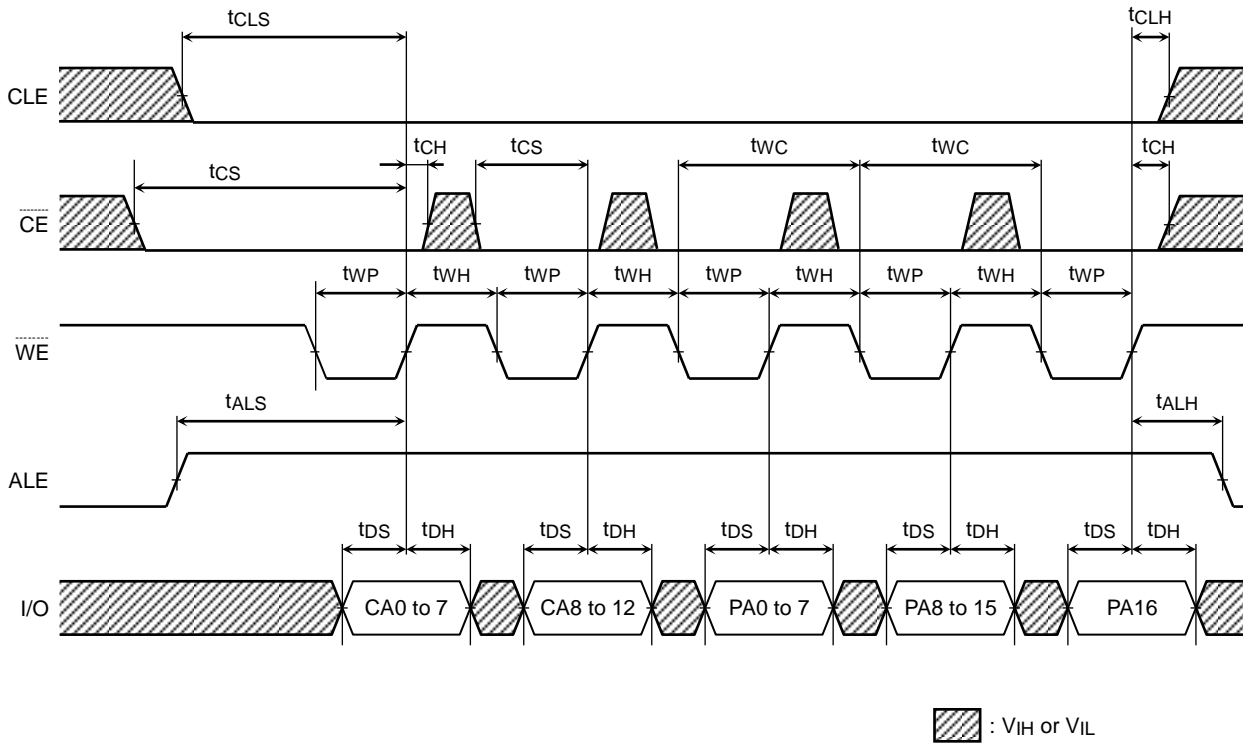 tCLS tCLH
CLE
tCH tCS tWC tWC tCH
tCS
CE
tWP tWH tWP tWH tWP tWH tWP tWH tWP
WE
tALS tALH
ALE
tDS tDH tDS tDH tDS tDH tDS tDH tDS tDH
I/O CA0 to 7 CA8 to 12 PA0 to 7 PA8 to 15 PA16
: VIH or VIL